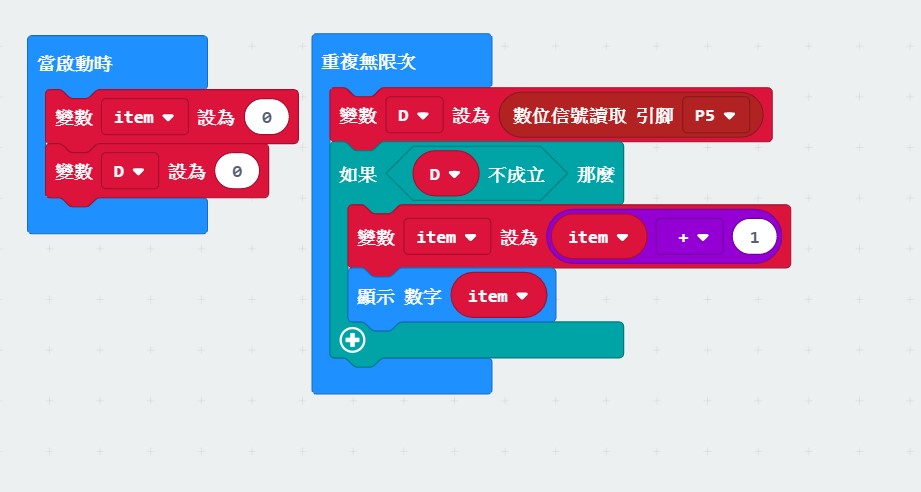 當啟動時
變數 item 設為 0
變數 D 設為 0
重複無限次
變數 D 設為 數位信號讀取 引腳 P5
如果 D 不成立 那麼
變數 item 設為 item + 1
顯示 數字 item